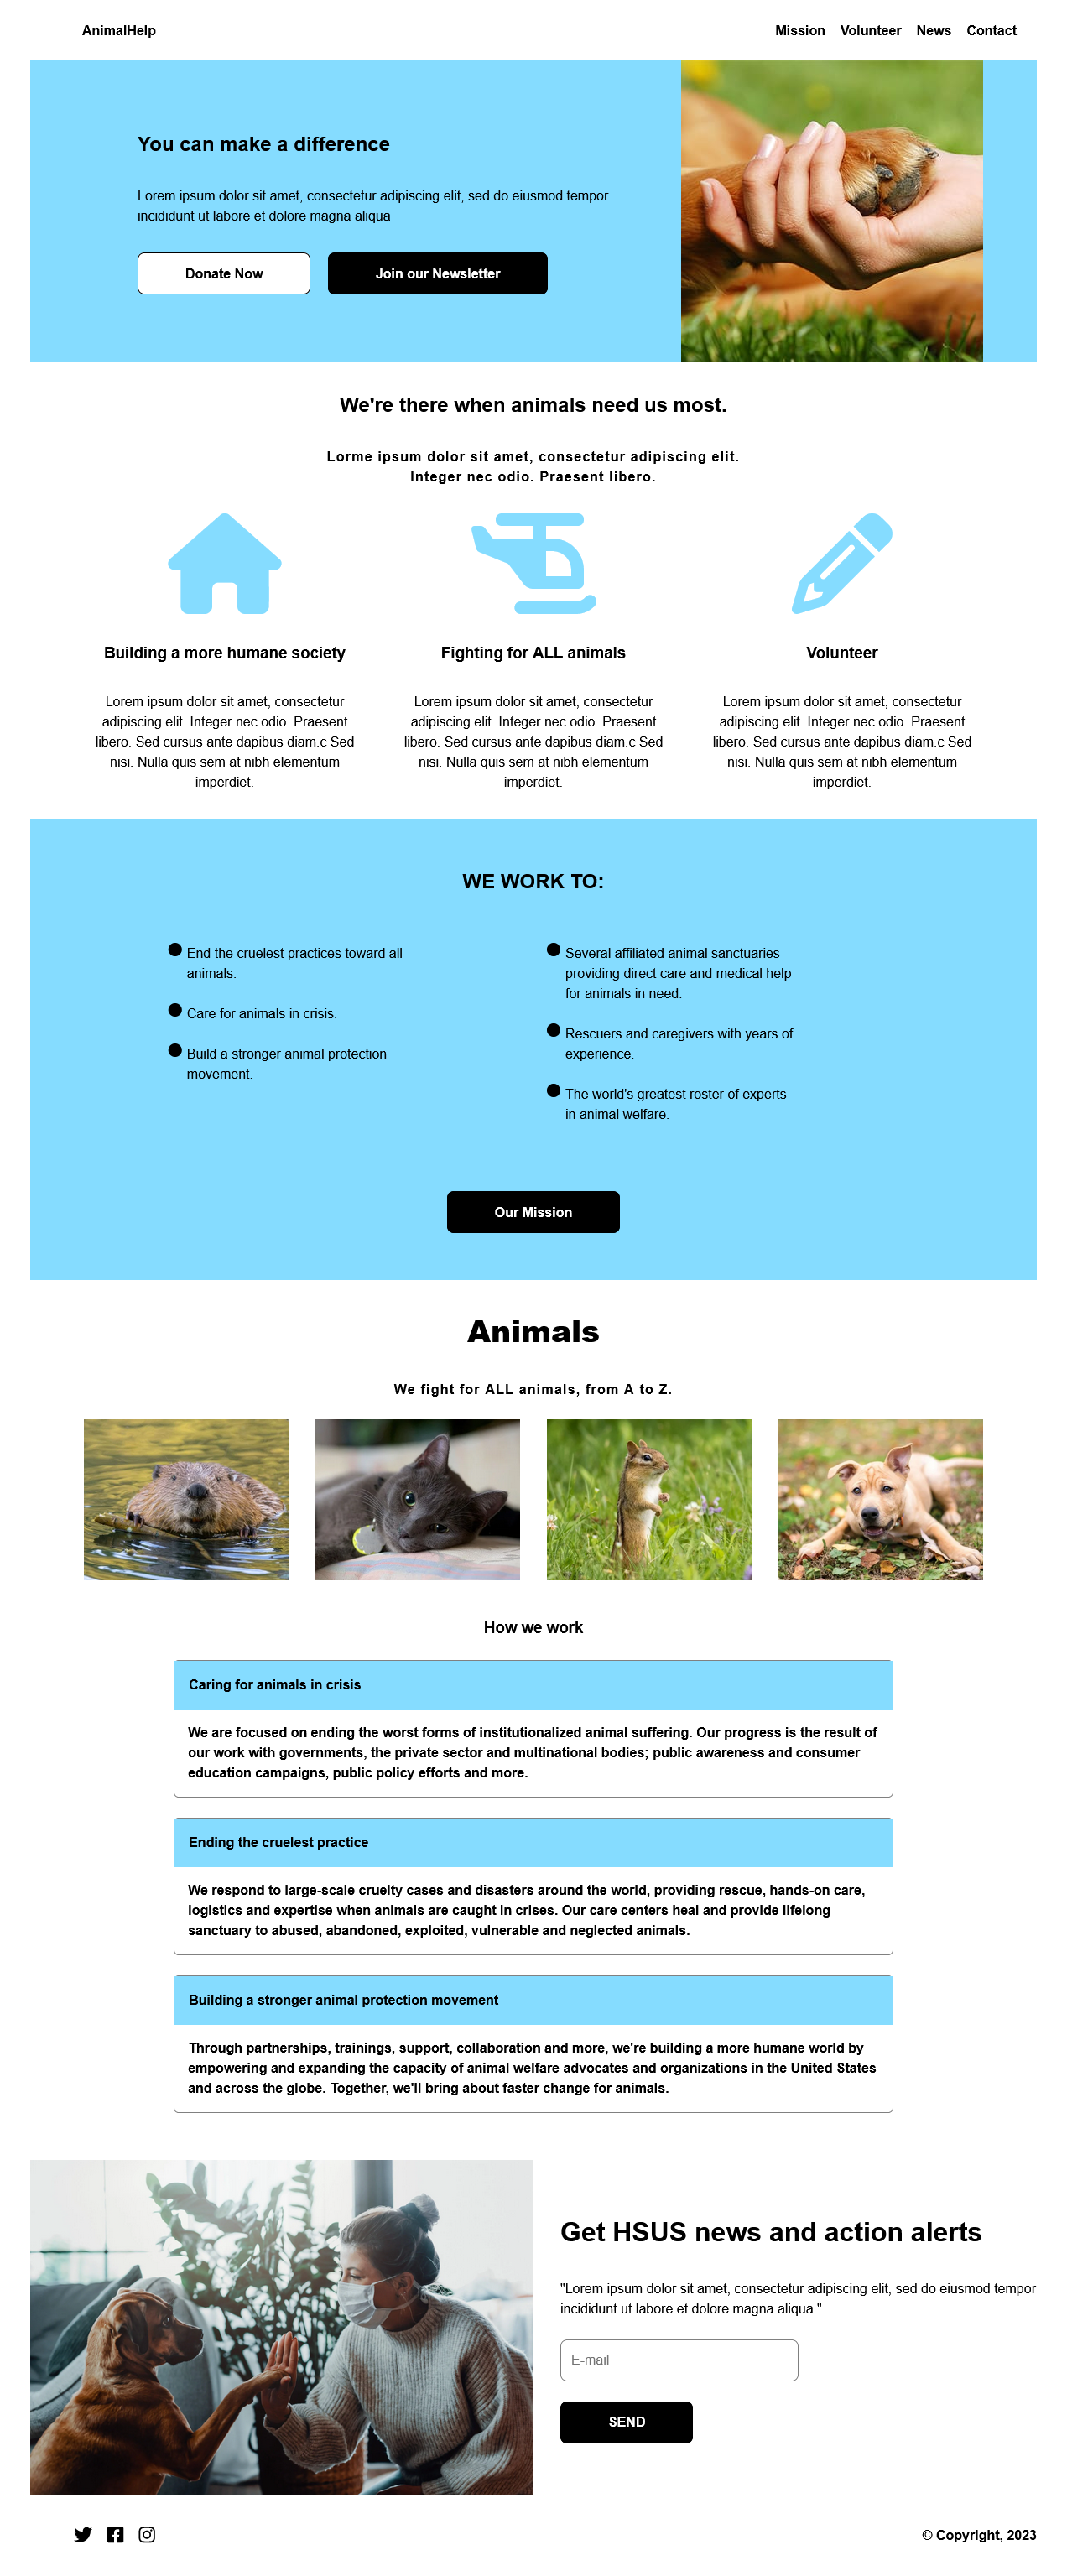 AnimalHelp
Mission Volunteer News Contact
You can make a difference
Lorem ipsum dolor sit amet, consectetur adipiscing elit, sed do eiusmod tempor
incididunt ut labore et dolore magna aliqua
Donate Now
Join our Newsletter
We're there when animals need us most.
Lorme ipsum dolor sit amet, consectetur adipiscing elit.
Integer nec odio. Praesent libero.
Building a more humane society
Lorem ipsum dolor sit amet, consectetur
adipiscing elit. Integer nec odio. Praesent
libero. Sed cursus ante dapibus diam.c Sed
nisi. Nulla quis sem at nibh elementum
imperdiet.
Fighting for ALL animals
Lorem ipsum dolor sit amet, consectetur
adipiscing elit. Integer nec odio. Praesent
libero. Sed cursus ante dapibus diam.c Sed
nisi. Nulla quis sem at nibh elementum
imperdiet.
Volunteer
Lorem ipsum dolor sit amet, consectetur
adipiscing elit. Integer nec odio. Praesent
libero. Sed cursus ante dapibus diam.c Sed
nisi. Nulla quis sem at nibh elementum
imperdiet.
WE WORK TO:
End the cruelest practices toward all
animals.
Care for animals in crisis.
Build a stronger animal protection
movement.
Several affiliated animal sanctuaries
providing direct care and medical help
for animals in need.
Rescuers and caregivers with years of
experience.
The world's greatest roster of experts
in animal welfare.
Our Mission
Animals
We fight for ALL animals, from A to Z.
How we work
Caring for animals in crisis
We are focused on ending the worst forms of institutionalized animal suffering. Our progress is the result of
our work with governments, the private sector and multinational bodies; public awareness and consumer
education campaigns, public policy efforts and more.
Ending the cruelest practice
We respond to large-scale cruelty cases and disasters around the world, providing rescue, hands-on care,
logistics and expertise when animals are caught in crises. Our care centers heal and provide lifelong
sanctuary to abused, abandoned, exploited, vulnerable and neglected animals.
Building a stronger animal protection movement
Through partnerships, trainings, support, collaboration and more, we're building a more humane world by
empowering and expanding the capacity of animal welfare advocates and organizations in the United States
and across the globe. Together, we'll bring about faster change for animals.
Get HSUS news and action alerts
"Lorem ipsum dolor sit amet, consectetur adipiscing elit, sed do eiusmod tempor
incididunt ut labore et dolore magna aliqua."
E-mail
SEND
© Copyright, 2023